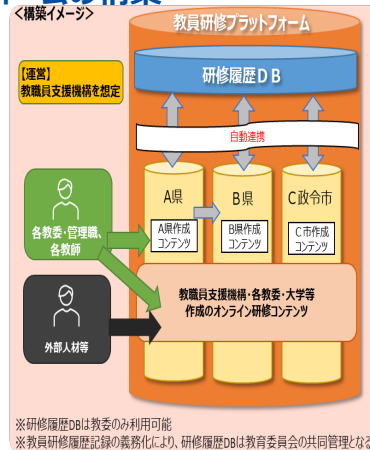 ームの構築
<構築イメージ>
教員研修プラットフォーム
研修履歴DB
【運営】
教職員支援機構を想定
自動連携
A県
B県
C政令市
A県作成
コンテンツ
B県作成
コンテンツ
C市作成
コンテンツ
各教委・管理職、
各教師
教職員支援機構・各教委・大学等
作成のオンライン研修コンテンツ
外部人材等
※研修履歴DBは教委のみ利用可能
※教員研修履歴記録の義務化により、研修履歴DBは教育委員会の共同管理となる